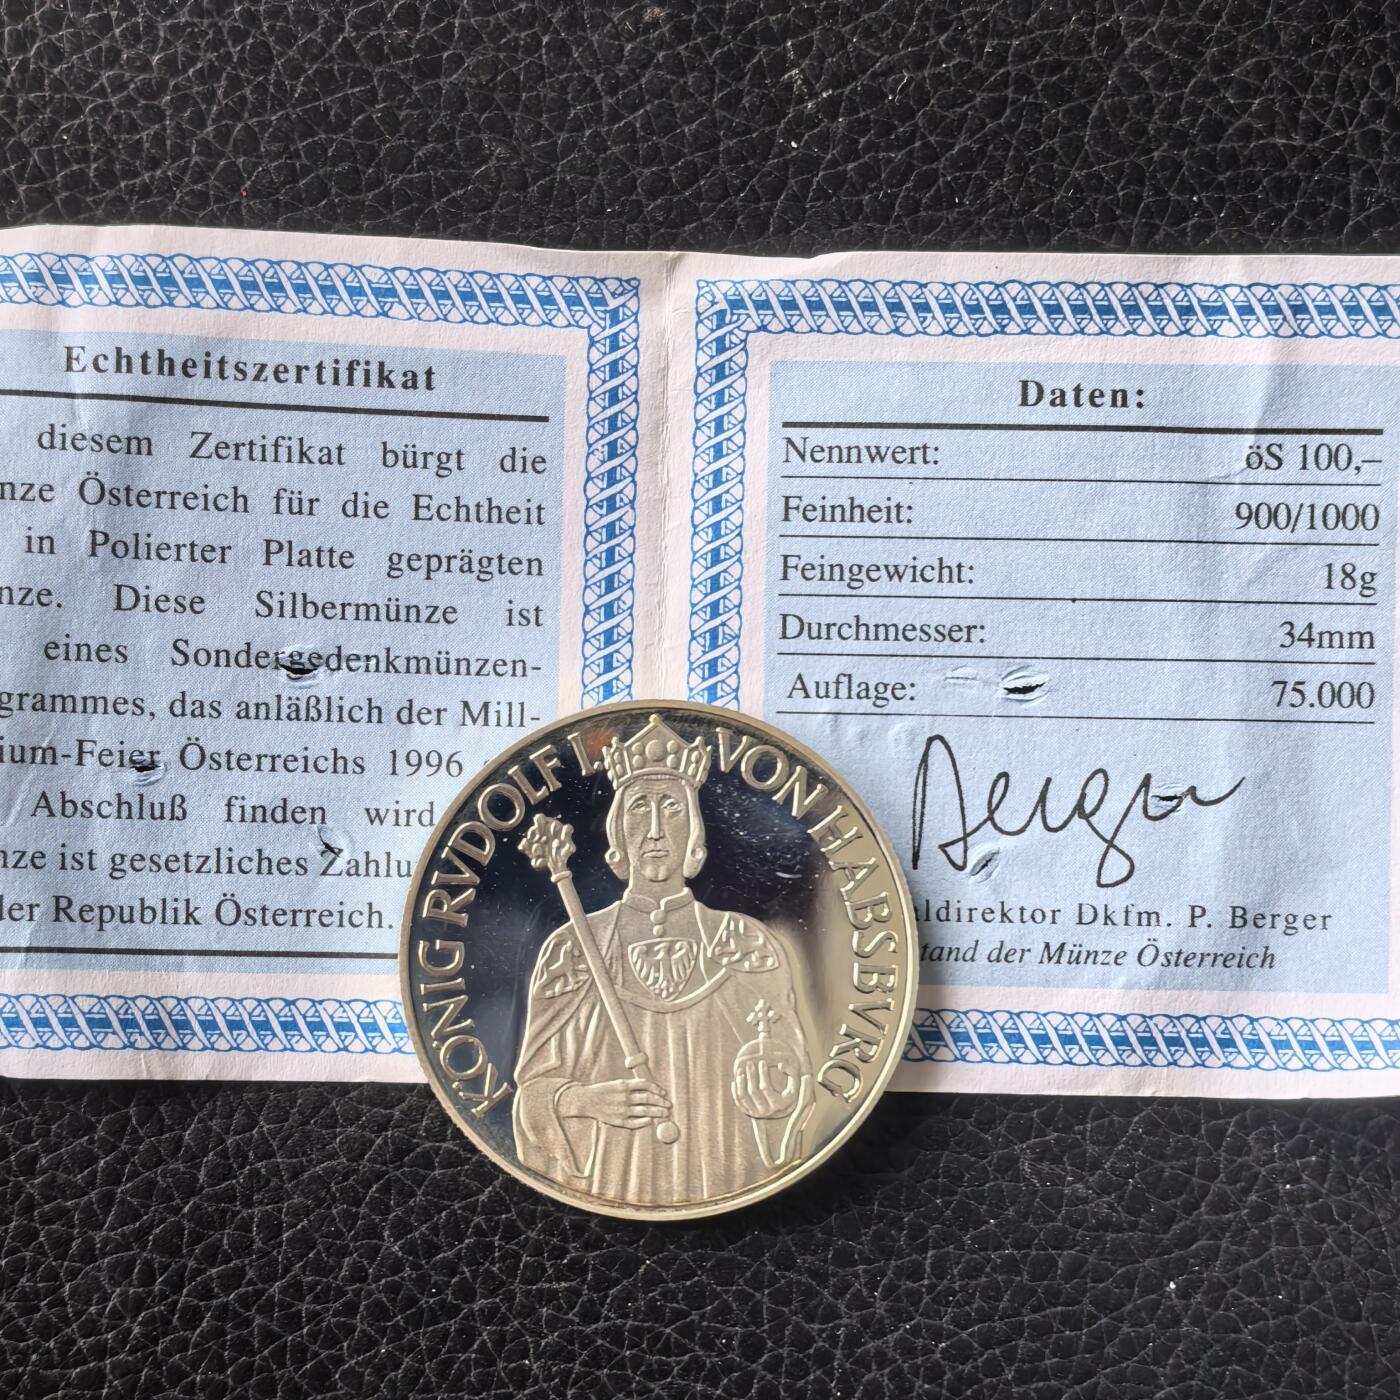 Echtheitszertifikat
diesem Zertifikat bürgt die
nze Österreich für die Echtheit
in Polierter Platte geprägten
nze. Diese Silbermünze ist
eines Sondergedenkmünzen-
grammes, das anläßlich der Mill-
ium-Feier Österreichs 1996
Abschluß finden wird
nze ist gesetzliches Zahlu
der Republik Österreich.
Daten:
Nennwert: öS 100,–
Feinheit: 900/1000
Feingewicht: 18g
Durchmesser: 34mm
Auflage: 75.000
Berger
ldirektor Dkfm. P. Berger
tand der Münze Österreich
KÖNIG RVDOLF I. VON HABSBVRG